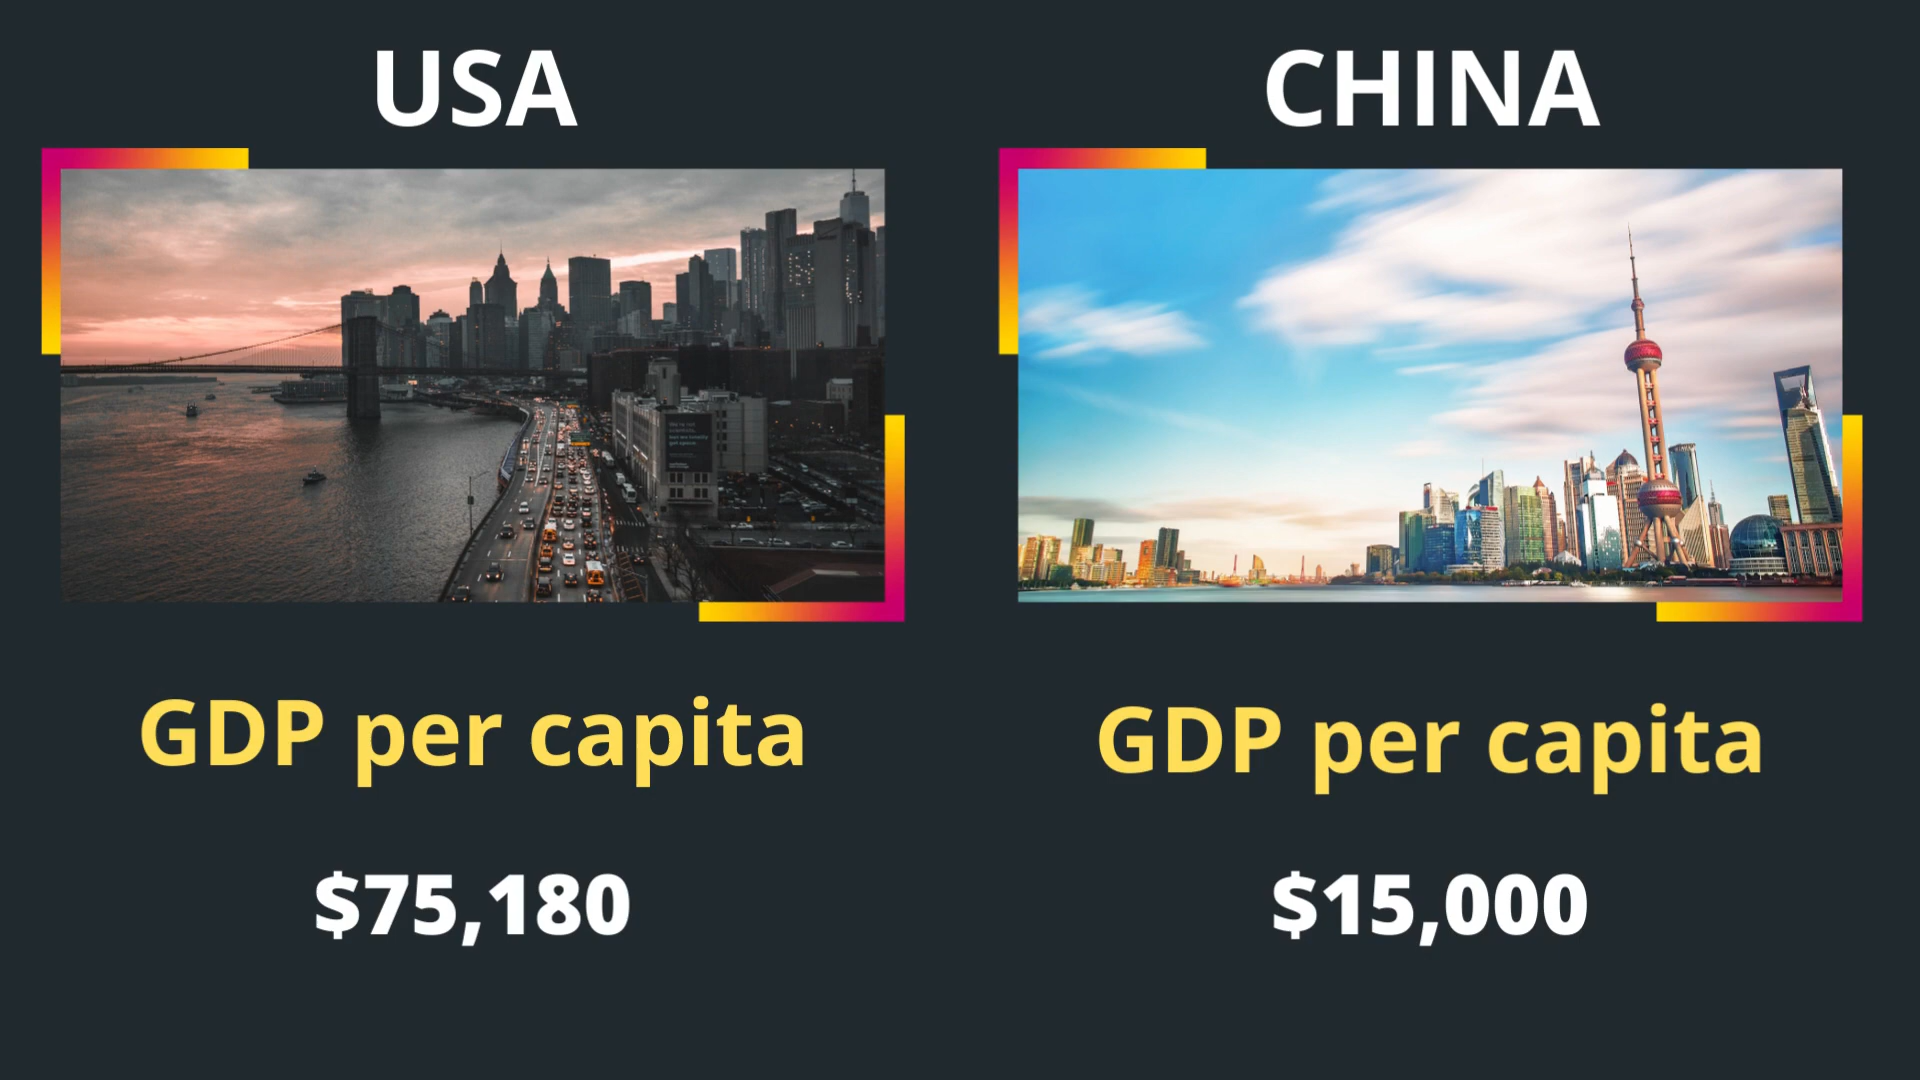 USA
CHINA
GDP per capita
GDP per capita
$75,180
$15,000